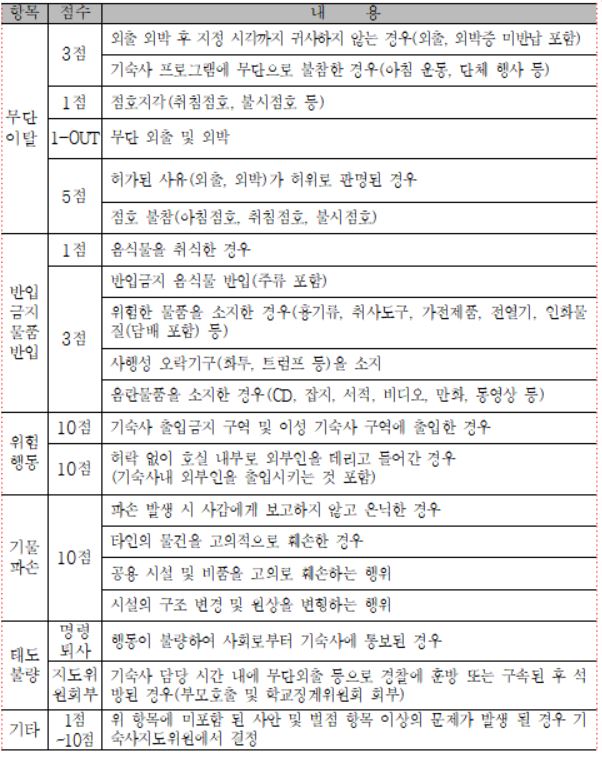 항목 점수 내 용
무단
이탈
3점
외출 외박 후 지정 시각까지 귀사하지 않는 경우(외출, 외박증 미반납 포함)
기숙사 프로그램에 무단으로 불참한 경우(아침 운동, 단체 행사 등)
1점 점호지각(취침점호, 불시점호 등)
1-OUT 무단 외출 및 외박
5점
허가된 사유(외출, 외박)가 허위로 판명된 경우
점호 불참(아침점호, 취침점호, 불시점호)
반입
금지
물품
반입
1점 음식물을 취식한 경우
3점
반입금지 음식물 반입(주류 포함)
위험한 물품을 소지한 경우(흉기류, 취사도구, 가전제품, 전열기, 인화물
질(담배 포함) 등)
사행성 오락기구(화투, 트럼프 등)을 소지
음란물품을 소지한 경우(CD, 잡지, 서적, 비디오, 만화, 동영상 등)
위험
행동
10점 기숙사 출입금지 구역 및 이성 기숙사 구역에 출입한 경우
10점
허락 없이 호실 내부로 외부인을 데리고 들어간 경우
(기숙사내 외부인을 출입시키는 것 포함)
기물
파손
10점
파손 발생 시 사감에게 보고하지 않고 은닉한 경우
타인의 물건을 고의적으로 훼손한 경우
공용 시설 및 비품을 고의로 훼손하는 행위
시설의 구조 변경 및 원상을 변형하는 행위
태도
불량
명령
퇴사
행동이 불량하여 사회로부터 기숙사에 통보된 경우
지도위
원회부
기숙사 담당 시간 내에 무단외출 등으로 경찰에 훈방 또는 구속된 후 석
방된 경우(부모호출 및 학교징계위원회 회부)
기타
1점
~10점
위 항목에 미포함 된 사안 및 벌점 항목 이상의 문제가 발생 될 경우 기
숙사지도위원에서 결정